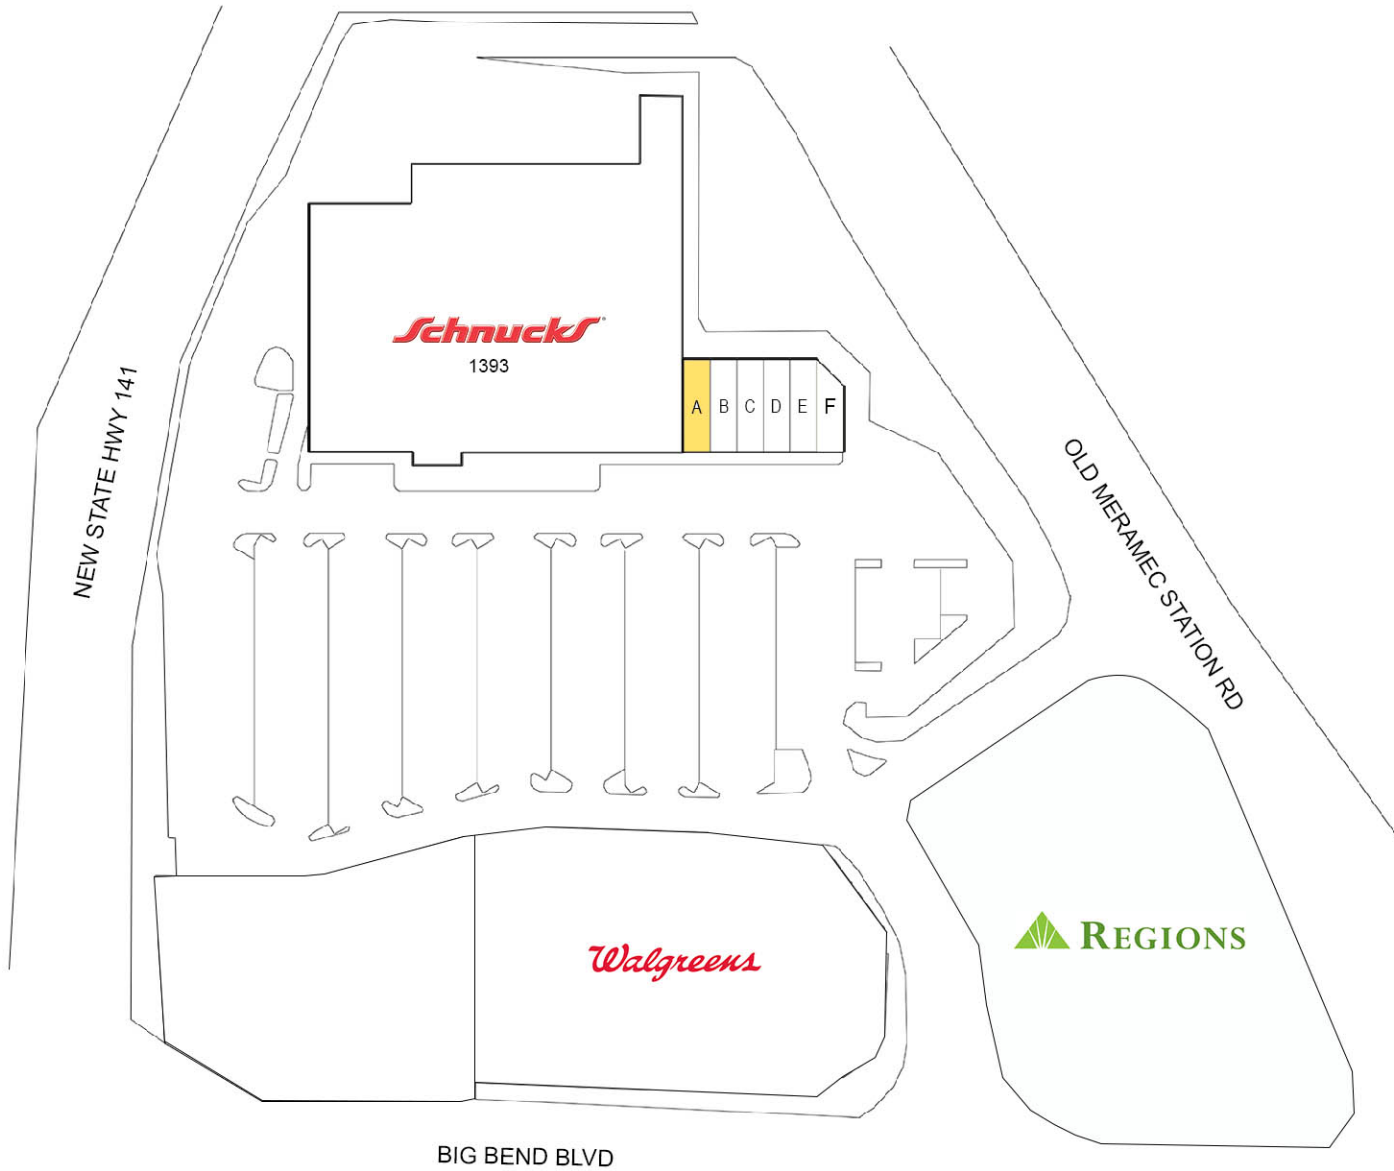 Schnucks
1393
A B C D E F
NEW STATE HWY 141
OLD MERAMEC STATION RD
Walgreens
REGIONS
BIG BEND BLVD